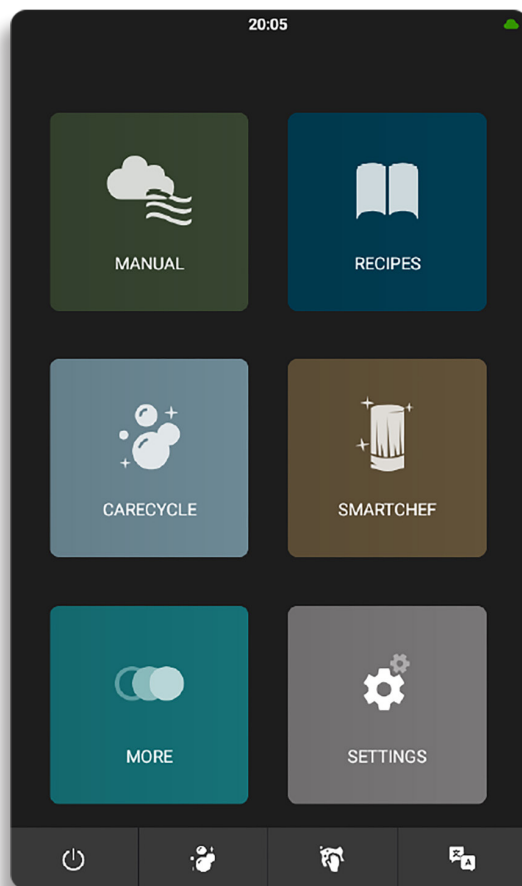 20:05
MANUAL
RECIPES
CARECYCLE
SMARTCHEF
MORE
SETTINGS